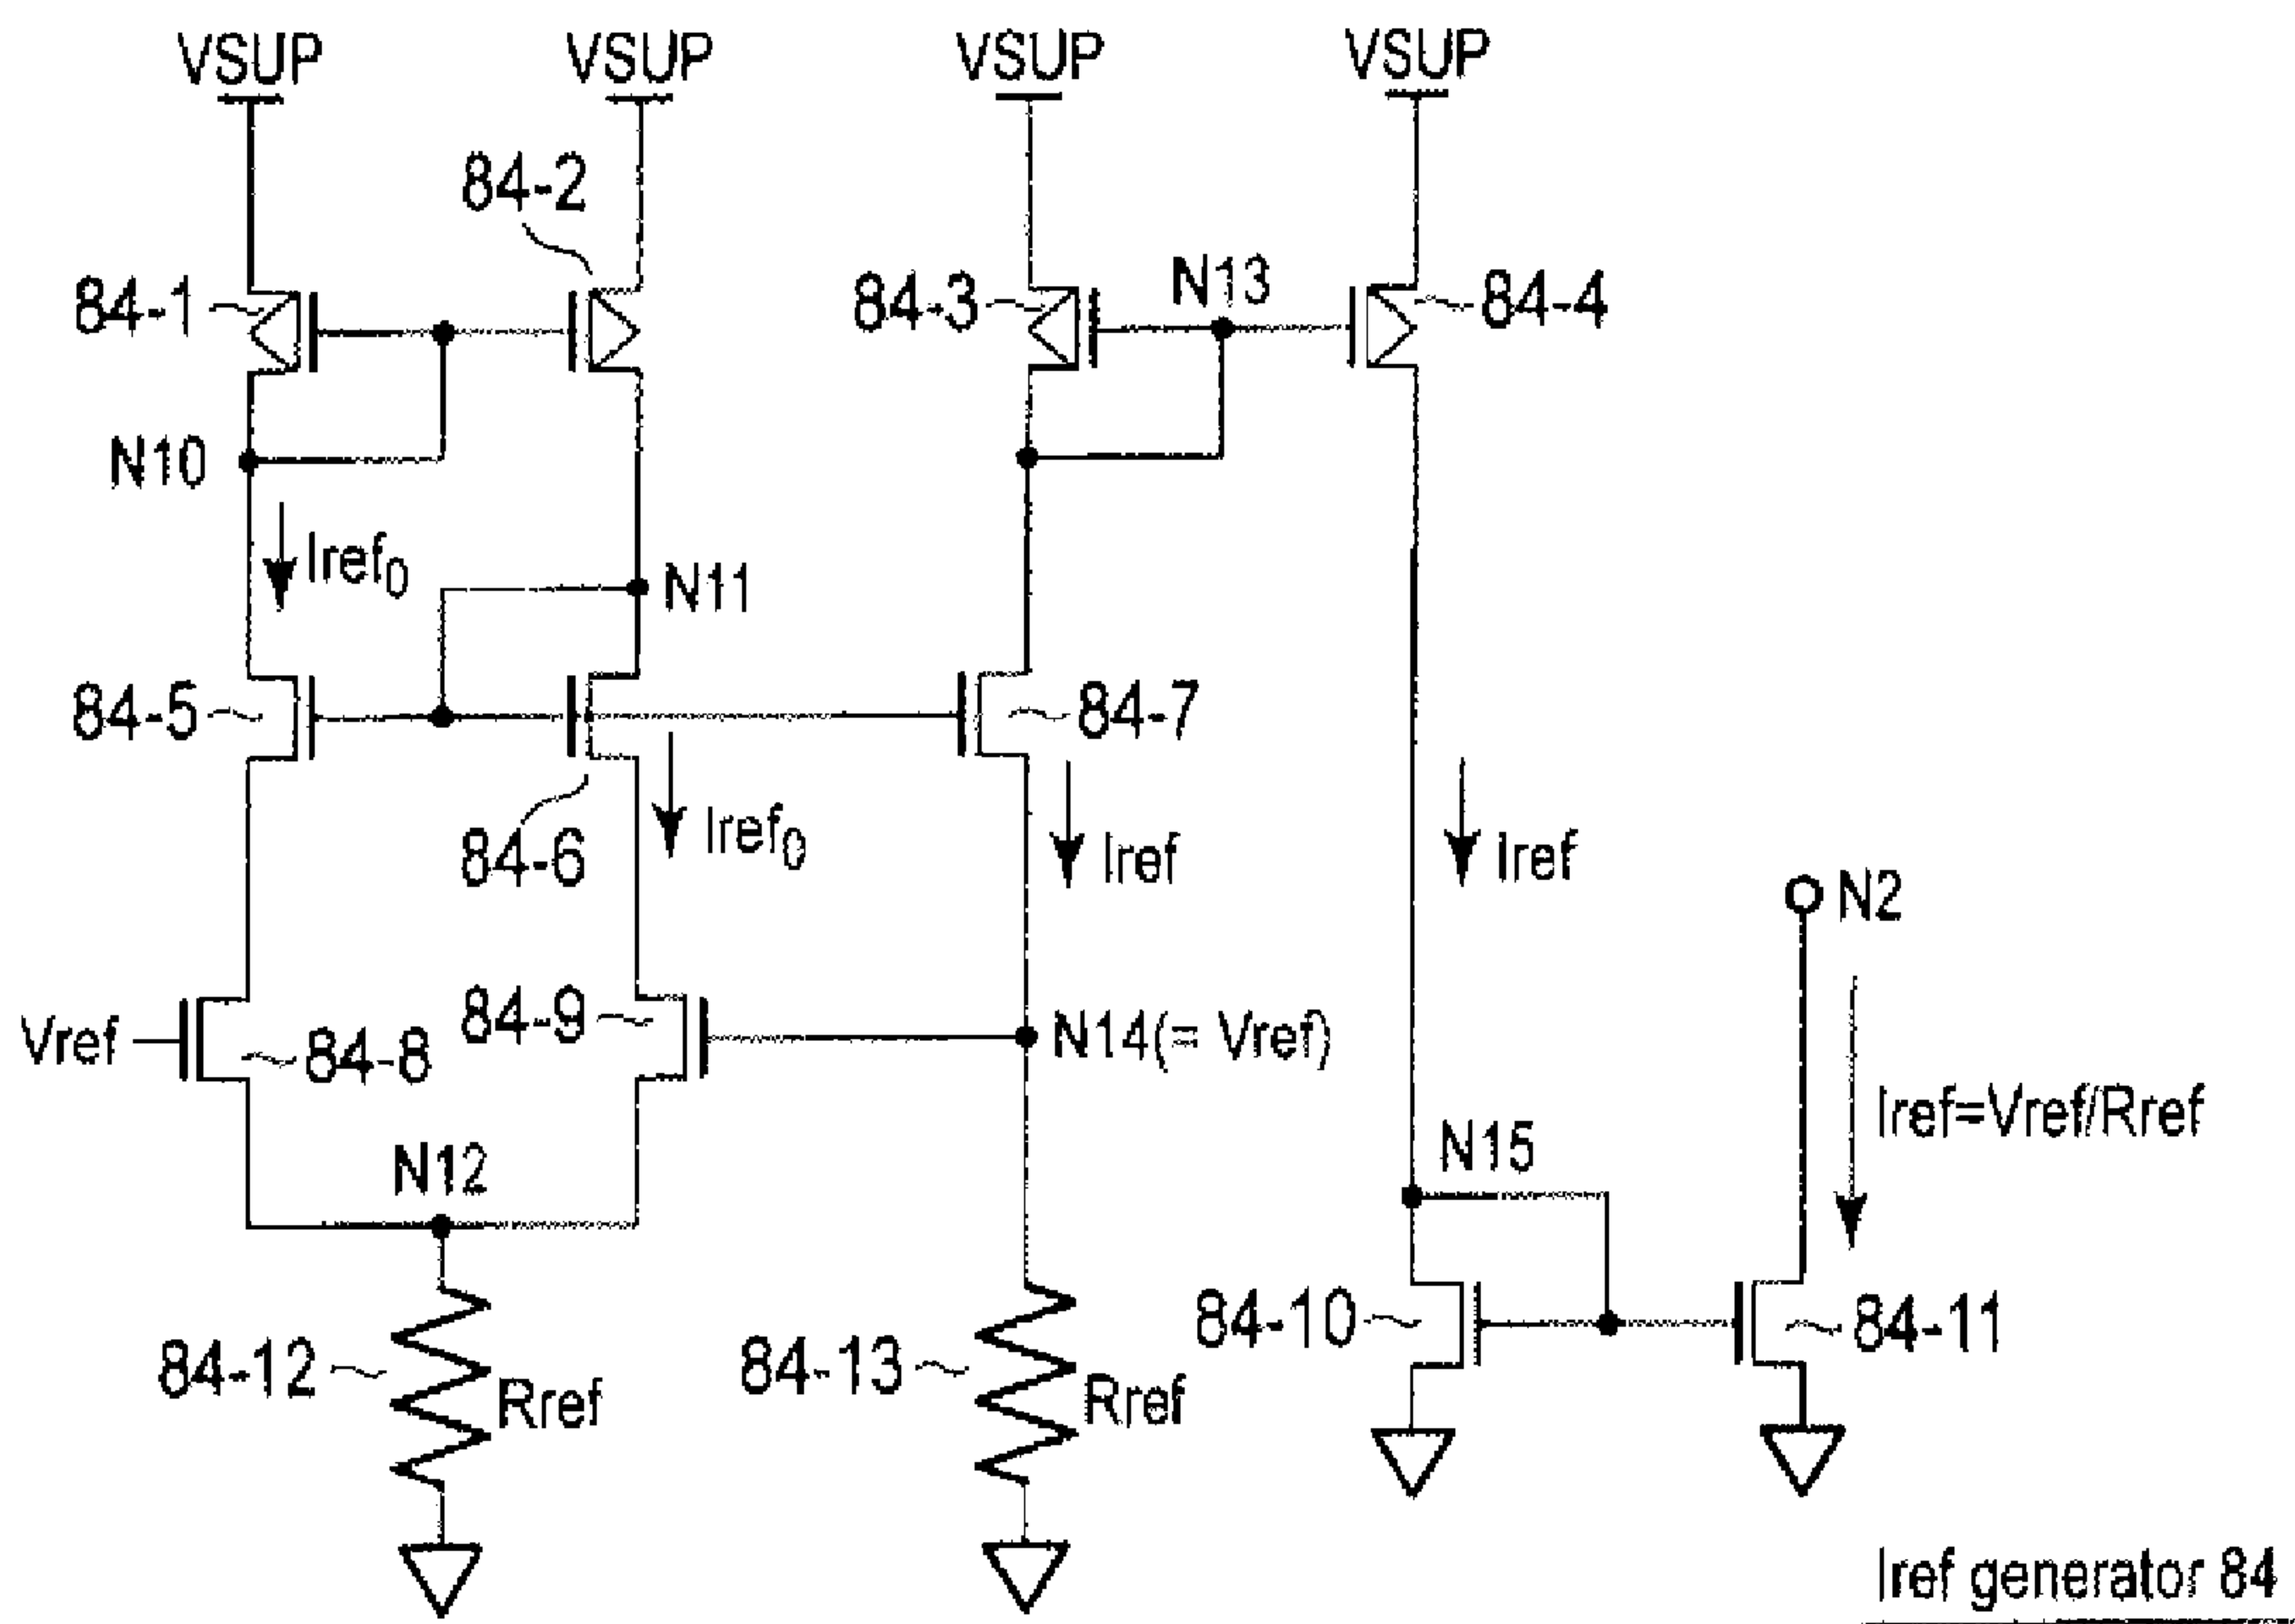 VSUP VSUP VSUP VSUP
84-2
84-1 84-3 N13 84-4
N10
Iref0 N11
84-5 84-7
84-6 Iref0 Iref Iref
N2
Vref 84-8 84-9 N14(= Vref)
Iref=Vref/Rref
N12 N15
84-12 Rref 84-13 Rref 84-10 84-11
Iref generator 84